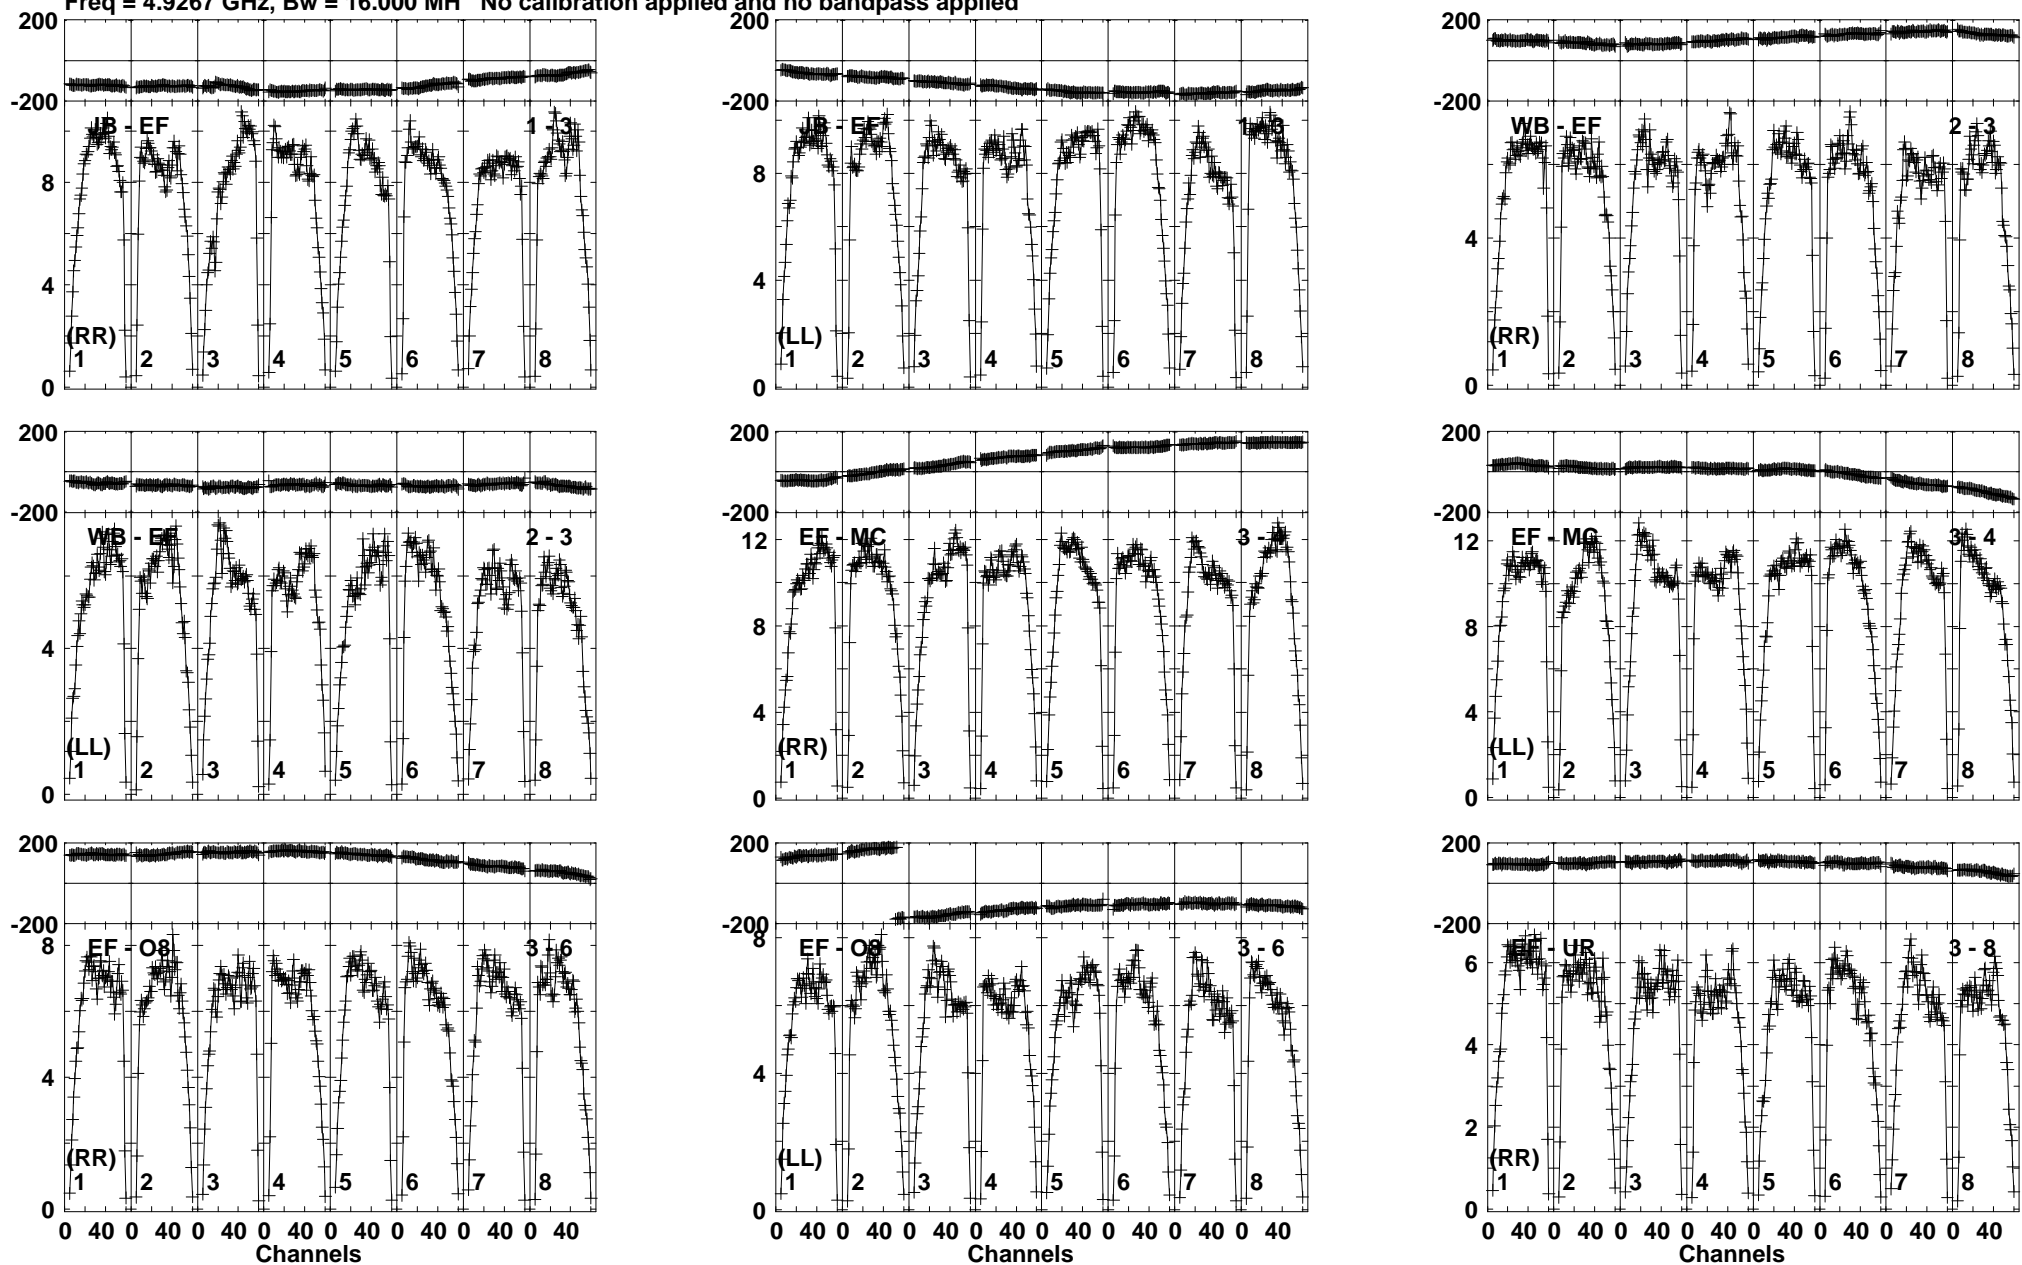 Freq = 4.9267 GHz, Bw = 16.000 MH No calibration applied and no bandpass applied
200 200 200
-200 -200 -200
JB - EF 1 - 3 JB - EF 1 - 3 WB - EF 2 - 3
8 8
4 4 4
(RR) (LL) (RR)
1 2 3 4 5 6 7 8 1 2 3 4 5 6 7 8 1 2 3 4 5 6 7 8
0 0 0
200 200 200
-200 -200 -200
WB - EF 2 - 3 EF - MC 3 - 4 EF - MC 3 - 4
12 12
8 8
4 4 4
(LL) (RR) (LL)
1 2 3 4 5 6 7 8 1 2 3 4 5 6 7 8 1 2 3 4 5 6 7 8
0 0 0
200 200 200
-200 -200 -200
8 EF - O8 3 - 6 8 EF - O8 3 - 6 EF - UR 3 - 8
6
4 4 4
2
(RR) (LL) (RR)
1 2 3 4 5 6 7 8 1 2 3 4 5 6 7 8 1 2 3 4 5 6 7 8
0 0 0
0 40 0 40 0 40 0 40 0 40 0 40 0 40 0 40 0 40 0 40 0 40 0 40 0 40 0 40 0 40 0 40 0 40 0 40 0 40 0 40 0 40 0 40 0 40 0 40
Channels Channels Channels